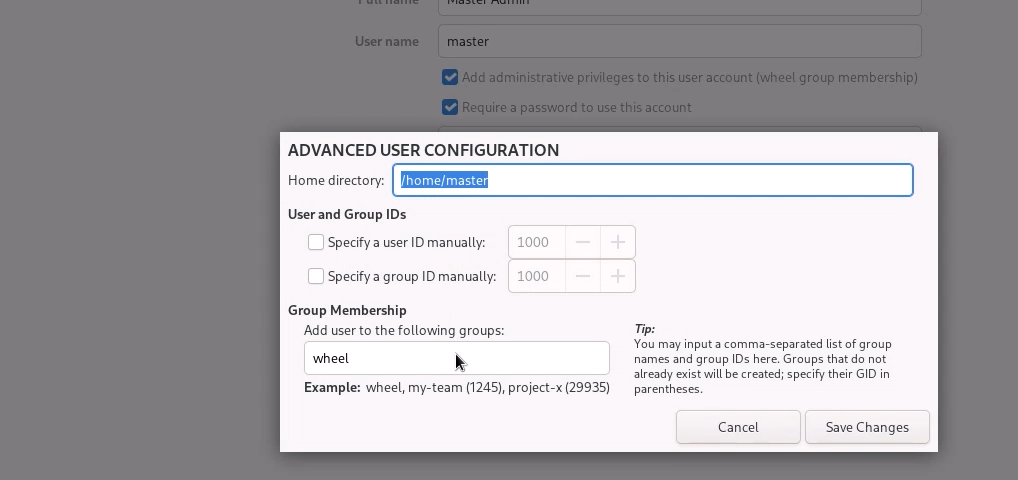 Full name
Master Admin
User name
master
Add administrative privileges to this user account (wheel group membership)
Require a password to use this account
ADVANCED USER CONFIGURATION
Home directory:
/home/master
User and Group IDs
Specify a user ID manually:
1000
Specify a group ID manually:
1000
Group Membership
Add user to the following groups:
wheel
Example: wheel, my-team (1245), project-x (29935)
Tip:
You may input a comma-separated list of group
names and group IDs here. Groups that do not
already exist will be created; specify their GID in
parentheses.
Cancel
Save Changes